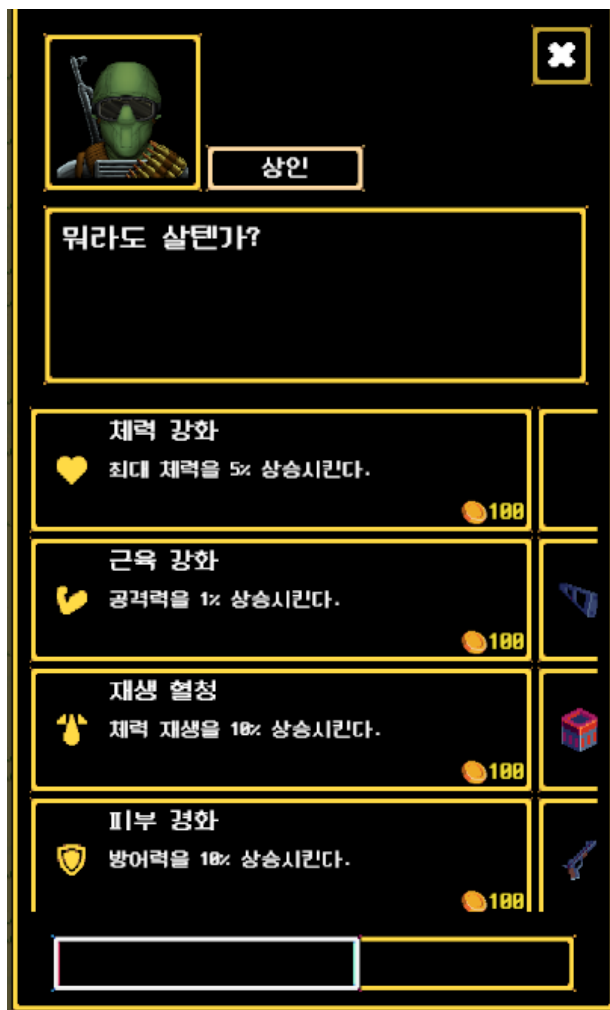 상인
뭐라도 살텐가?
체력 강화
최대 체력을 5% 상승시킨다.
100
근육 강화
공격력을 1% 상승시킨다.
100
재생 혈청
체력 재생을 10% 상승시킨다.
100
피부 경화
방어력을 10% 상승시킨다.
100